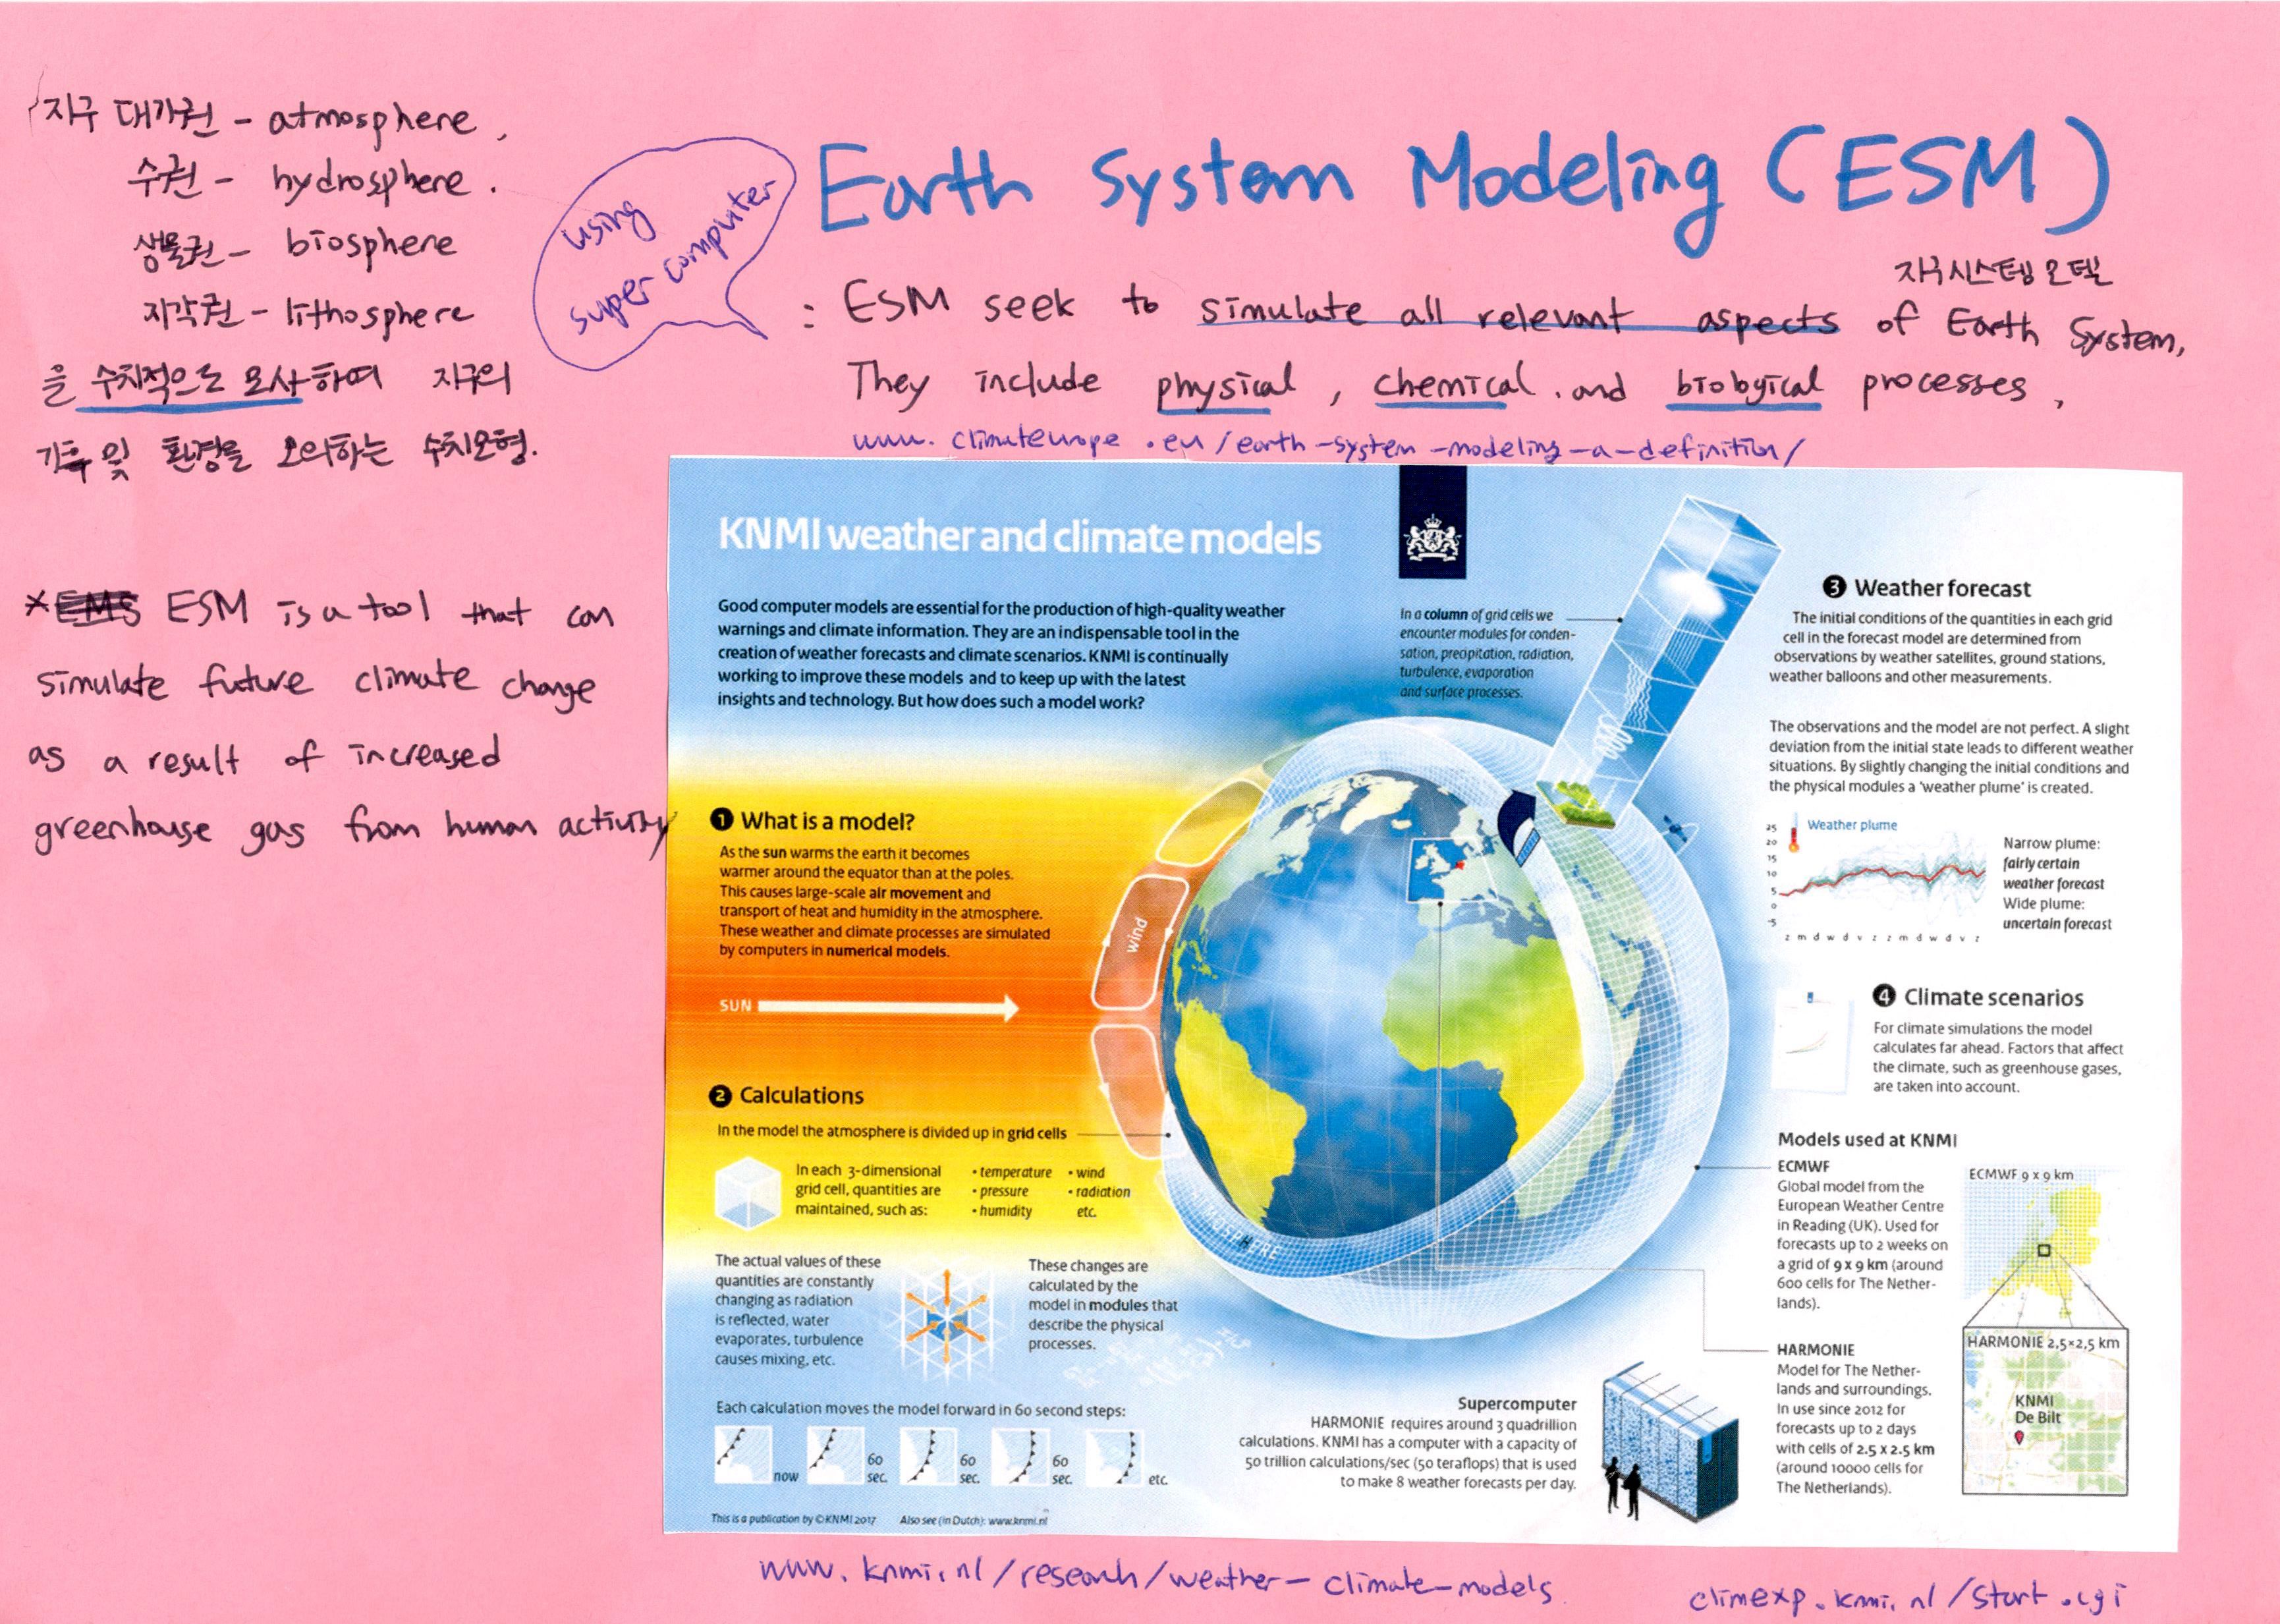 지구 대기권 - atmosphere,
수권 - hydrosphere.
생물권 - biosphere
지각권 - lithosphere
을 수치적으로 모사하여 지구의
기후 및 환경을 모의하는 수치모형.
*EMS ESM is a tool that can
simulate future climate change
as a result of increased
greenhouse gas from human activity
using
super computer
Earth System Modeling (ESM)
지구시스템 모델
: ESM seek to simulate all relevant aspects of Earth System,
They include physical, chemical. and biological processes,
www.climateurope.eu/earth-system-modeling-a-definition/
KNMI weather and climate models
Good computer models are essential for the production of high-quality weather
warnings and climate information. They are an indispensable tool in the
creation of weather forecasts and climate scenarios. KNMI is continually
working to improve these models and to keep up with the latest
insights and technology. But how does such a model work?
In a column of grid cells we
encounter modules for conden-
sation, precipitation, radiation,
turbulence, evaporation
and surface processes.
1 What is a model?
As the sun warms the earth it becomes
warmer around the equator than at the poles.
This causes large-scale air movement and
transport of heat and humidity in the atmosphere.
These weather and climate processes are simulated
by computers in numerical models.
SUN
wind
2 Calculations
In the model the atmosphere is divided up in grid cells
In each 3-dimensional
grid cell, quantities are
maintained, such as:
• temperature • wind
• pressure • radiation
• humidity etc.
ATMOSPHERE
The actual values of these
quantities are constantly
changing as radiation
is reflected, water
evaporates, turbulence
causes mixing, etc.
These changes are
calculated by the
model in modules that
describe the physical
processes.
Each calculation moves the model forward in 60 second steps:
now 60 sec. 60 sec. 60 sec. etc.
This is a publication by ©KNMI 2017 Also see (in Dutch): www.knmi.nl
Supercomputer
HARMONIE requires around 3 quadrillion
calculations. KNMI has a computer with a capacity of
50 trillion calculations/sec (50 teraflops) that is used
to make 8 weather forecasts per day.
3 Weather forecast
The initial conditions of the quantities in each grid
cell in the forecast model are determined from
observations by weather satellites, ground stations,
weather balloons and other measurements.
The observations and the model are not perfect. A slight
deviation from the initial state leads to different weather
situations. By slightly changing the initial conditions and
the physical modules a 'weather plume' is created.
Weather plume
25
20
15
10
5
0
-5
z m d w d v z z m d w d v z
Narrow plume:
fairly certain
weather forecast
Wide plume:
uncertain forecast
4 Climate scenarios
For climate simulations the model
calculates far ahead. Factors that affect
the climate, such as greenhouse gases,
are taken into account.
Models used at KNMI
ECMWF
Global model from the
European Weather Centre
in Reading (UK). Used for
forecasts up to 2 weeks on
a grid of 9 x 9 km (around
600 cells for The Nether-
lands).
ECMWF 9 x 9 km
HARMONIE
Model for The Nether-
lands and surroundings.
In use since 2012 for
forecasts up to 2 days
with cells of 2.5 x 2.5 km
(around 10000 cells for
The Netherlands).
HARMONIE 2,5×2,5 km
KNMI
De Bilt
www.knmi.nl/research/weather-climate-models
climexp.knmi.nl/start.cgi